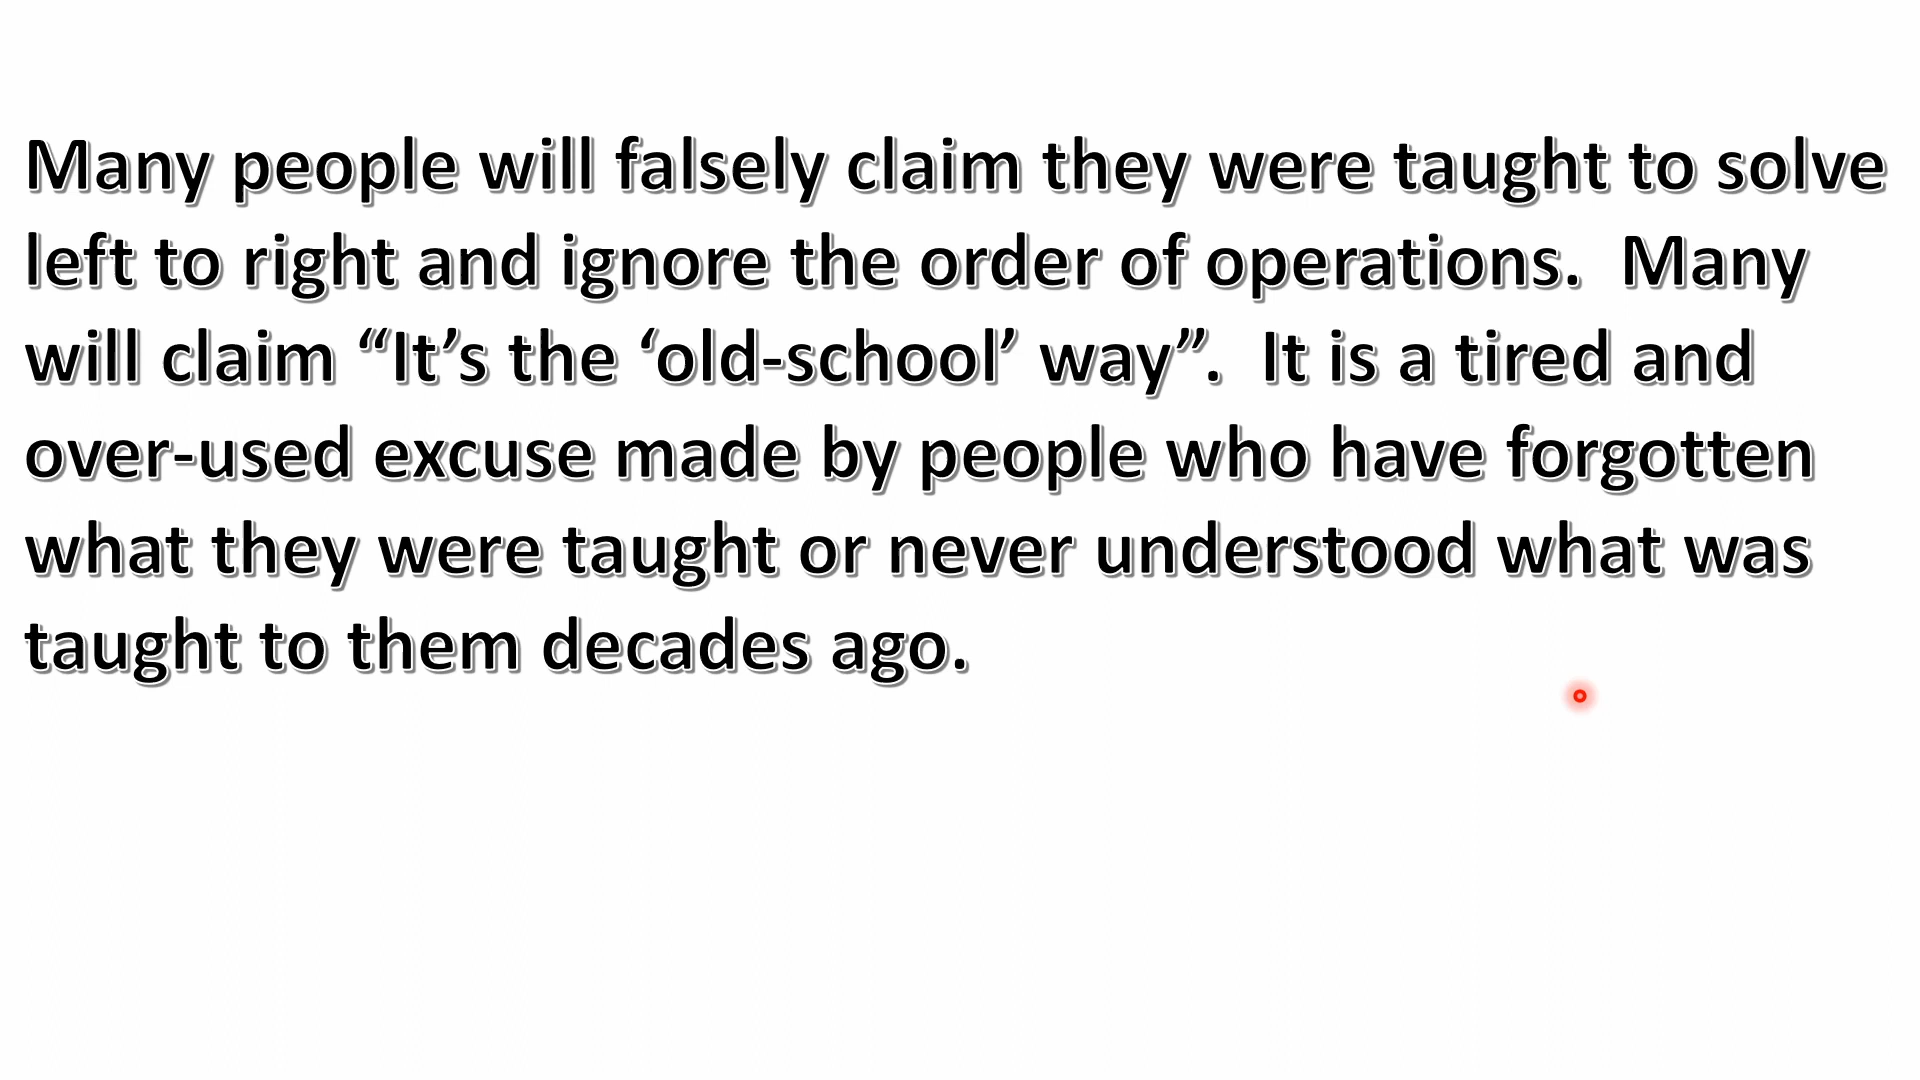 Many people will falsely claim they were taught to solve
left to right and ignore the order of operations.  Many
will claim “It’s the ‘old-school’ way”.  It is a tired and
over-used excuse made by people who have forgotten
what they were taught or never understood what was
taught to them decades ago.